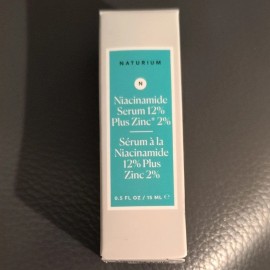 NATURIUM
N
Niacinamide
Serum 12%
Plus Zinc* 2%
Sérum à la
Niacinamide
12% Plus
Zinc 2%
0.5 FL OZ / 15 ML ℮